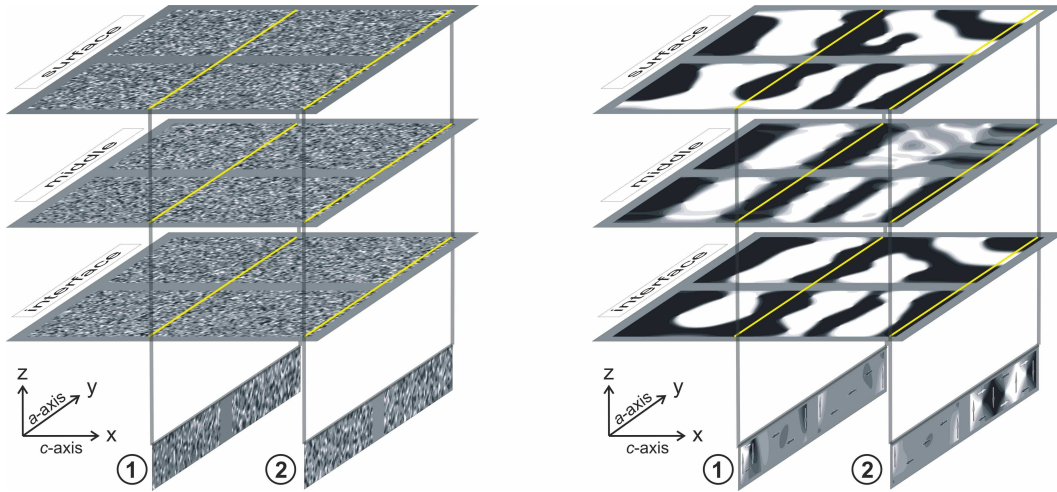 surface
middle
interface
z
y
a-axis
x
c-axis
1
2
surface
middle
interface
z
y
a-axis
x
c-axis
1
2